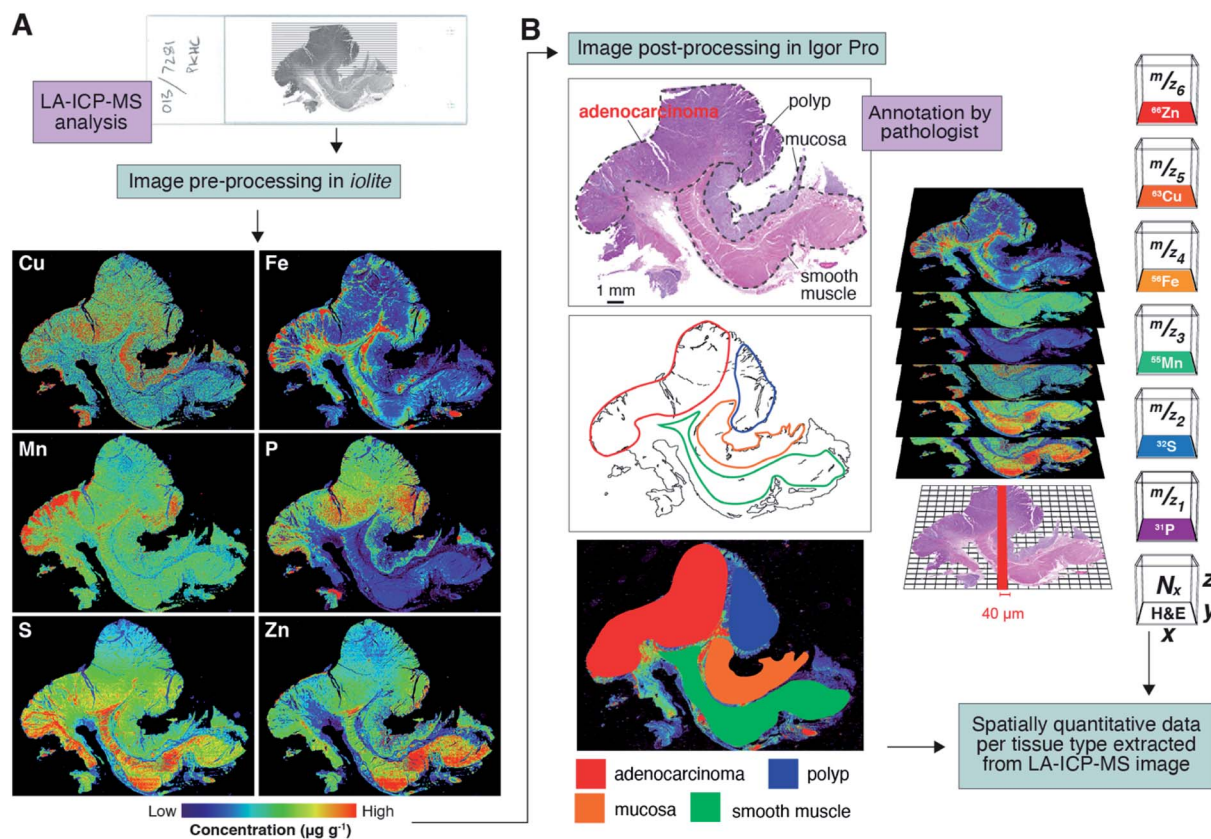 A
013/7281
PKHC
LA-ICP-MS
analysis
Image pre-processing in iolite
Cu
Fe
Mn
P
S
Zn
Low
High
Concentration (µg g⁻¹)
B
Image post-processing in Igor Pro
adenocarcinoma
polyp
mucosa
smooth
muscle
1 mm
Annotation by
pathologist
adenocarcinoma
polyp
mucosa
smooth muscle
40 µm
m/z₆
⁶⁶Zn
m/z₅
⁶³Cu
m/z₄
⁵⁶Fe
m/z₃
⁵⁵Mn
m/z₂
³²S
m/z₁
³¹P
Nₓ
H&E
z
y
x
Spatially quantitative data
per tissue type extracted
from LA-ICP-MS image